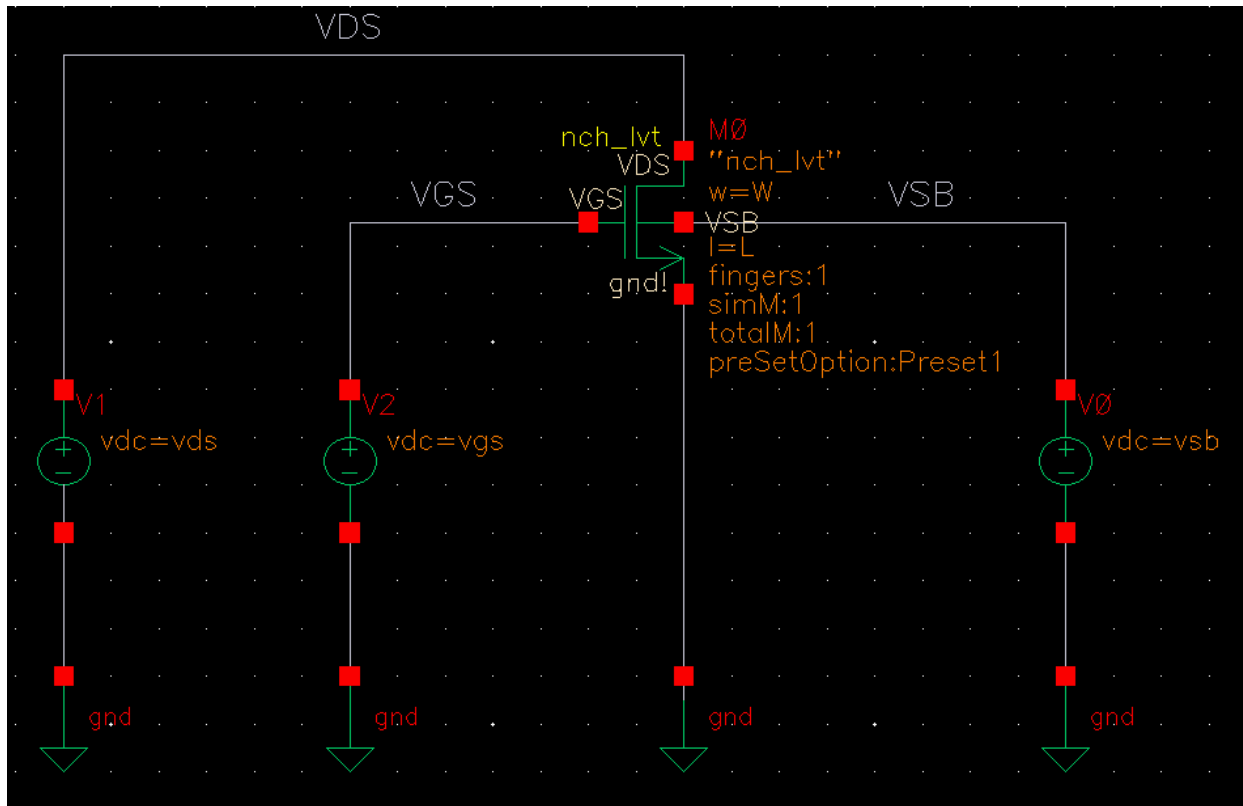 VDS
nch_lvt
M0
VDS
"nch_lvt"
w=W
VGS
VGS
VSB
VSB
l=L
gnd!
fingers:1
simM:1
totalM:1
preSetOption:Preset1
V1
vdc=vds
V2
vdc=vgs
V0
vdc=vsb
gnd
gnd
gnd
gnd